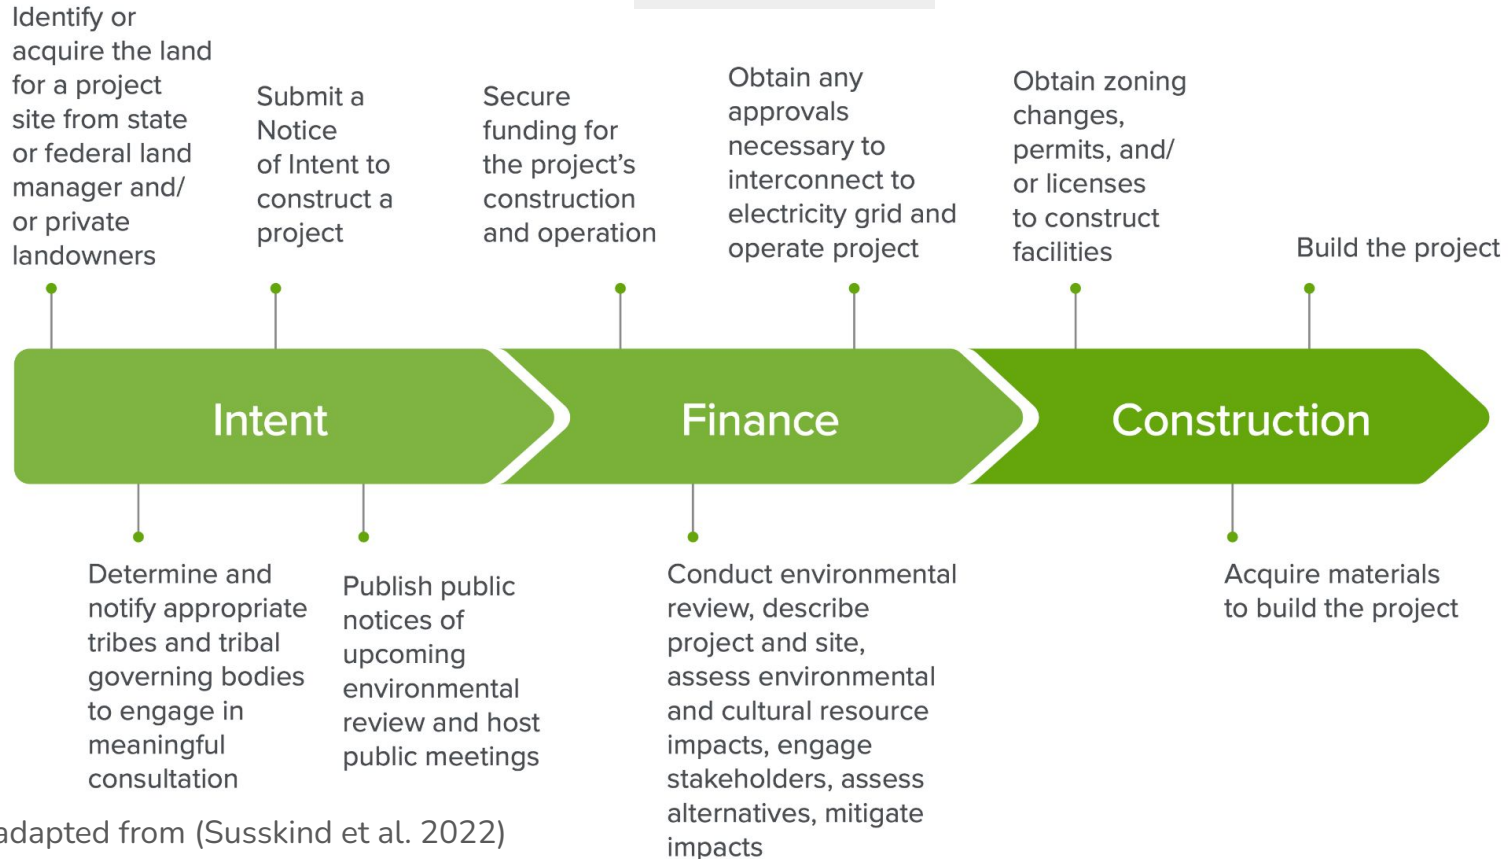 Identify or
acquire the land
for a project
site from state
or federal land
manager and/
or private
landowners
Submit a
Notice
of Intent to
construct a
project
Secure
funding for
the project’s
construction
and operation
Obtain any
approvals
necessary to
interconnect to
electricity grid and
operate project
Obtain zoning
changes,
permits, and/
or licenses
to construct
facilities
Build the project
Intent
Finance
Construction
Determine and
notify appropriate
tribes and tribal
governing bodies
to engage in
meaningful
consultation
Publish public
notices of
upcoming
environmental
review and host
public meetings
Conduct environmental
review, describe
project and site,
assess environmental
and cultural resource
impacts, engage
stakeholders, assess
alternatives, mitigate
impacts
Acquire materials
to build the project
adapted from (Susskind et al. 2022)